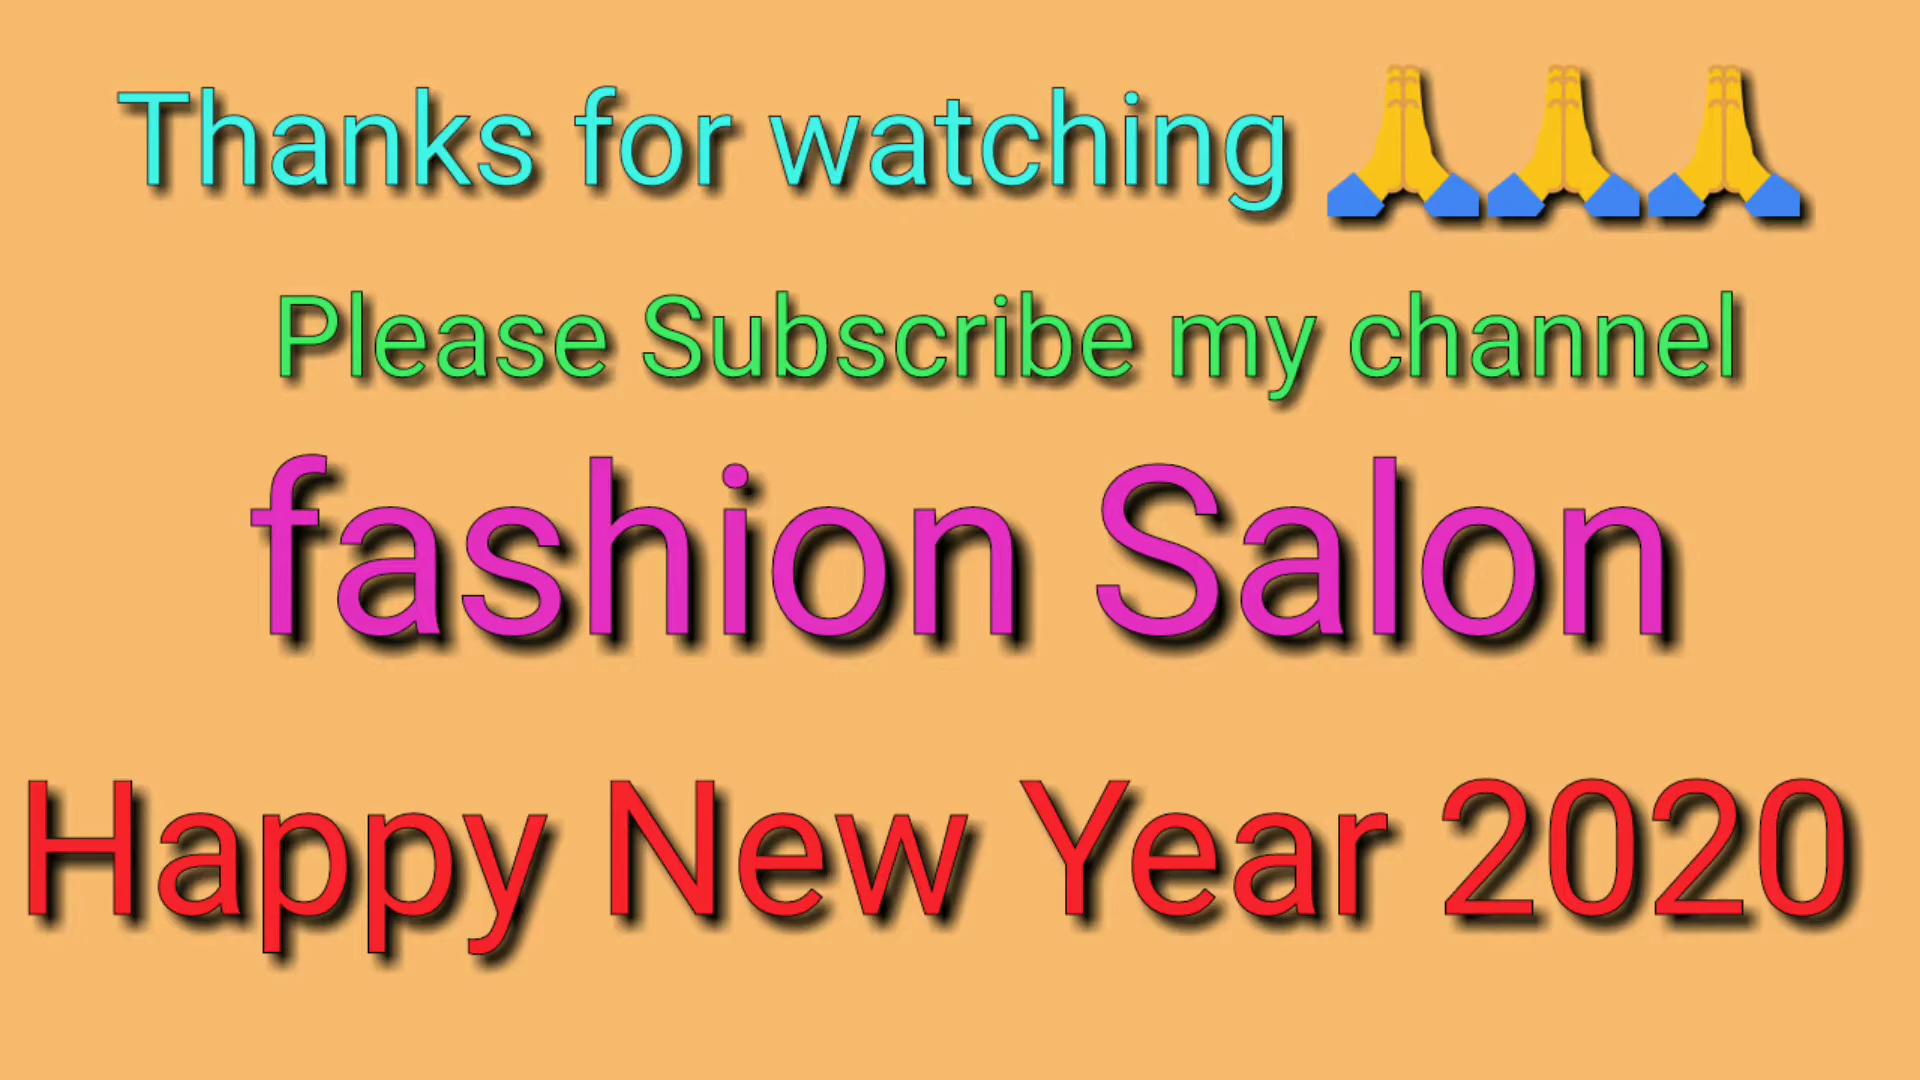 Thanks for watching 🙏🙏🙏
Please Subscribe my channel
fashion Salon
Happy New Year 2020